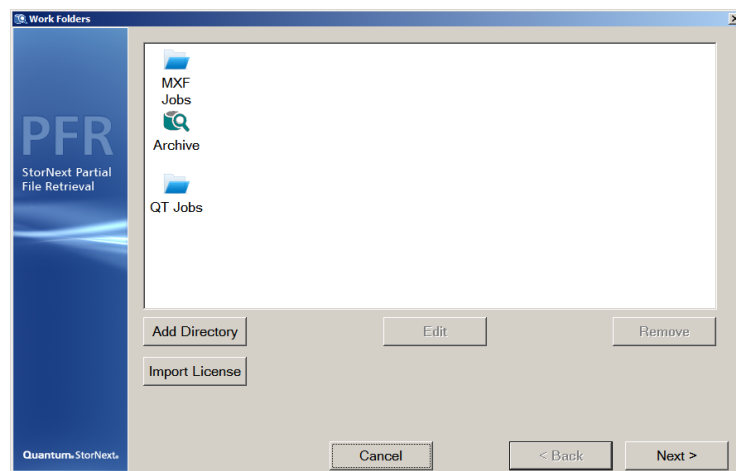 Work Folders
MXF
Jobs
Archive
QT Jobs
PFR
StorNext Partial
File Retrieval
Add Directory
Edit
Remove
Import License
Quantum. StorNext.
Cancel
< Back
Next >